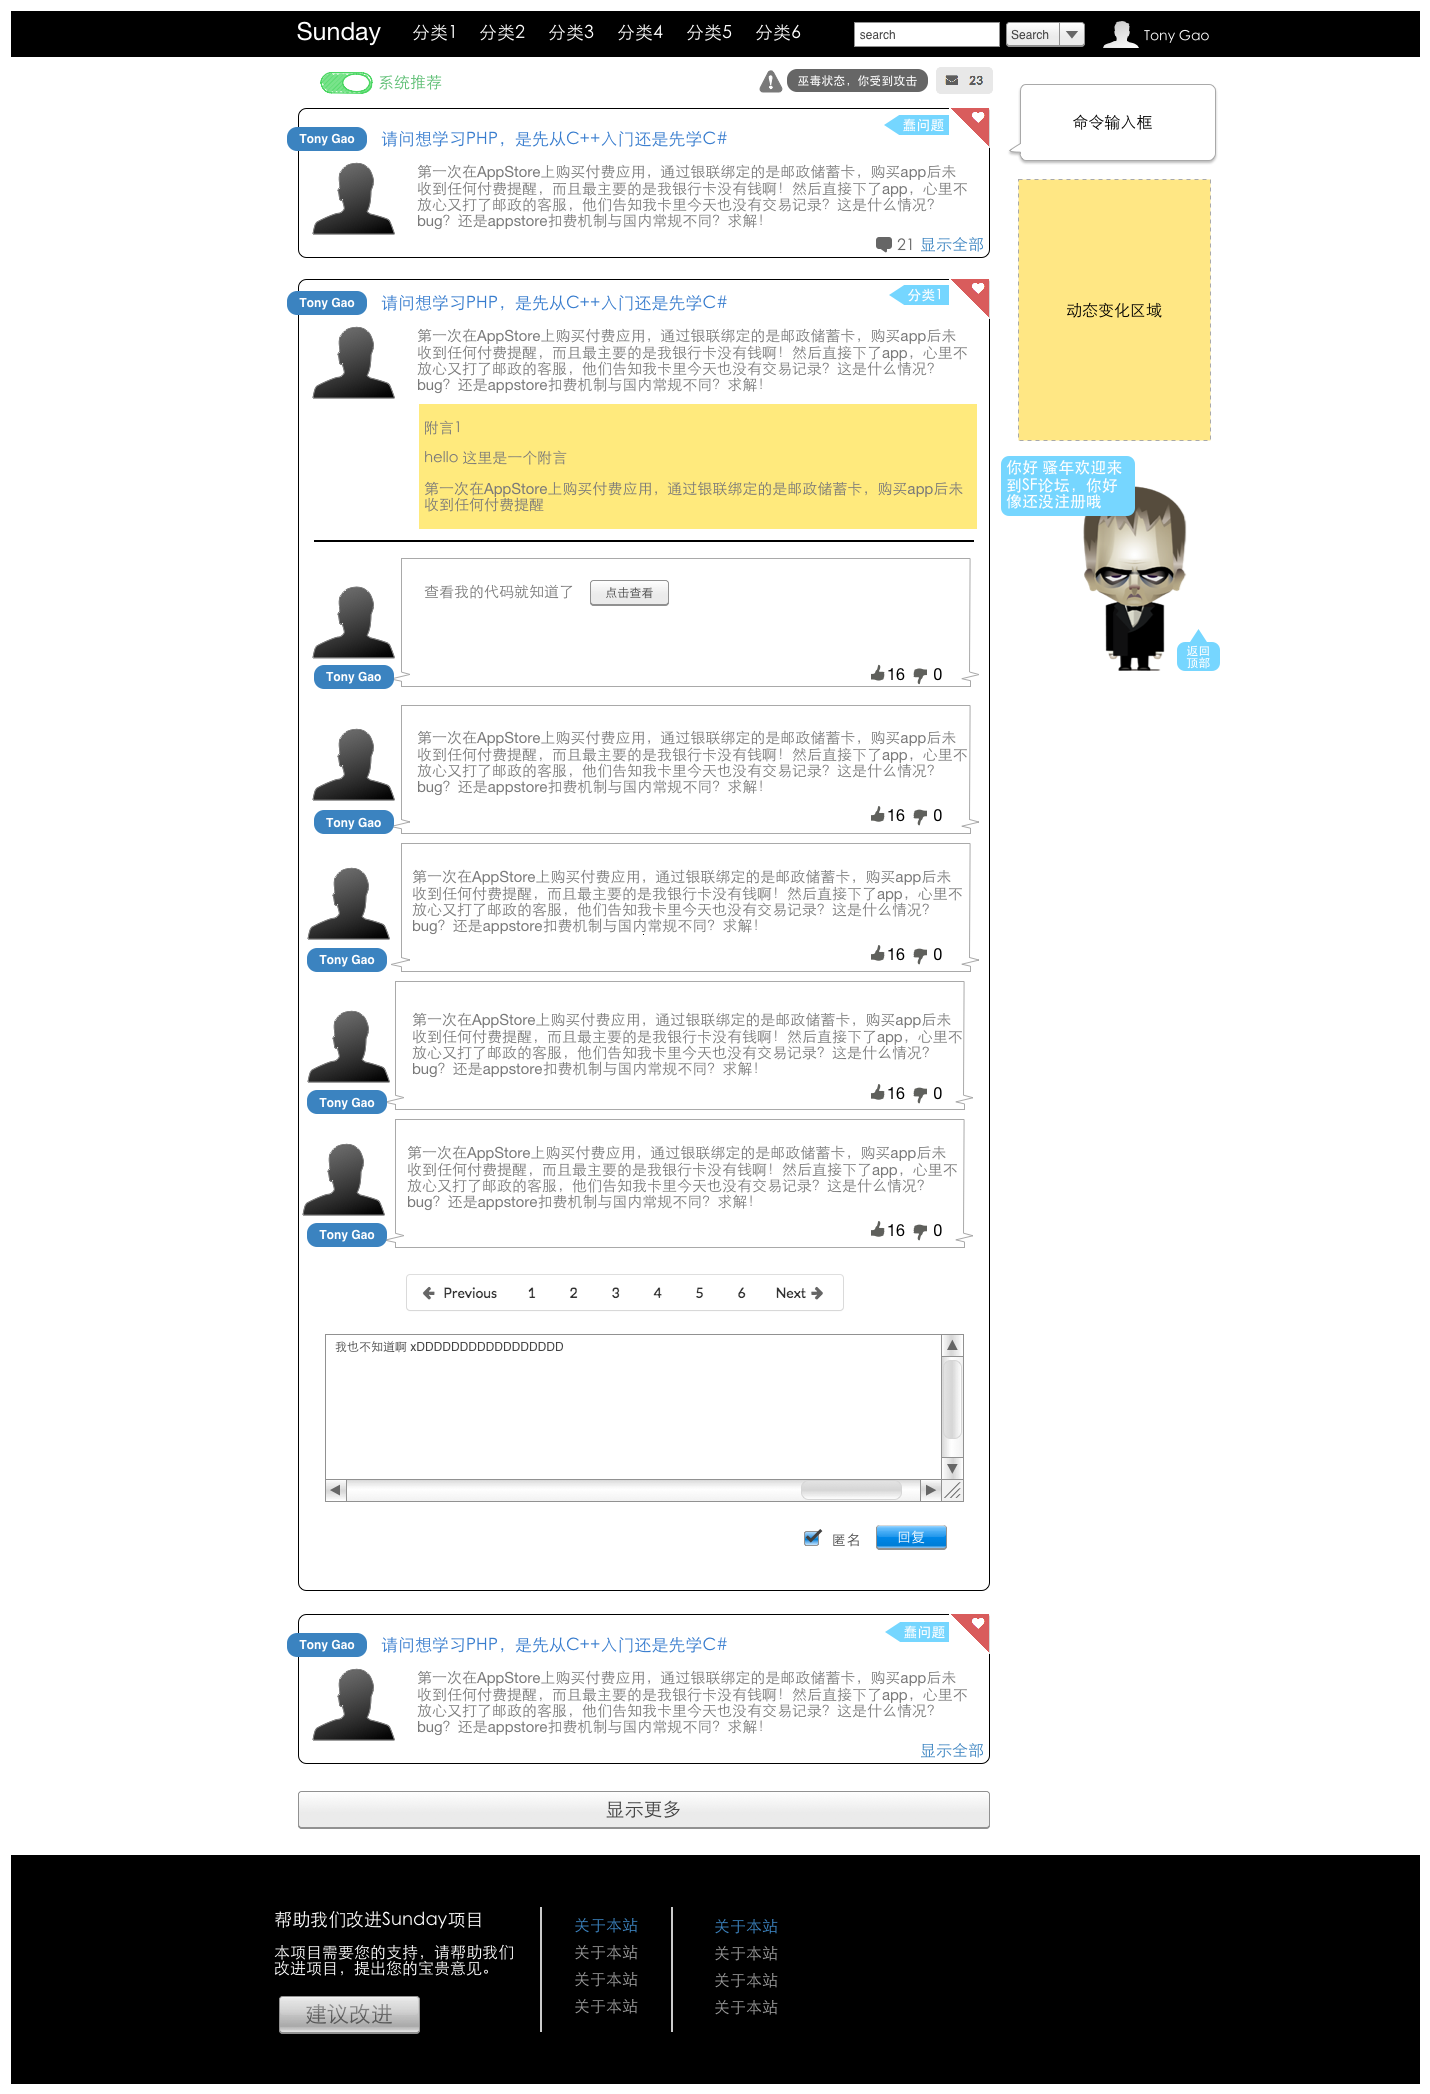 Sunday 分类1 分类2 分类3 分类4 分类5 分类6 search Search Tony Gao
系统推荐 巫毒状态，你受到攻击 23
Tony Gao 请问想学习PHP，是先从C++入门还是先学C# 蠢问题
第一次在AppStore上购买付费应用，通过银联绑定的是邮政储蓄卡，购买app后未
收到任何付费提醒，而且最主要的是我银行卡没有钱啊！然后直接下了app，心里不
放心又打了邮政的客服，他们告知我卡里今天也没有交易记录？这是什么情况？
bug？还是appstore扣费机制与国内常规不同？求解！
21 显示全部
Tony Gao 请问想学习PHP，是先从C++入门还是先学C# 分类1
第一次在AppStore上购买付费应用，通过银联绑定的是邮政储蓄卡，购买app后未
收到任何付费提醒，而且最主要的是我银行卡没有钱啊！然后直接下了app，心里不
放心又打了邮政的客服，他们告知我卡里今天也没有交易记录？这是什么情况？
bug？还是appstore扣费机制与国内常规不同？求解！
附言1
hello 这里是一个附言
第一次在AppStore上购买付费应用，通过银联绑定的是邮政储蓄卡，购买app后未
收到任何付费提醒
查看我的代码就知道了 点击查看
Tony Gao 16 0
第一次在AppStore上购买付费应用，通过银联绑定的是邮政储蓄卡，购买app后未
收到任何付费提醒，而且最主要的是我银行卡没有钱啊！然后直接下了app，心里不
放心又打了邮政的客服，他们告知我卡里今天也没有交易记录？这是什么情况？
bug？还是appstore扣费机制与国内常规不同？求解！
Tony Gao 16 0
第一次在AppStore上购买付费应用，通过银联绑定的是邮政储蓄卡，购买app后未
收到任何付费提醒，而且最主要的是我银行卡没有钱啊！然后直接下了app，心里不
放心又打了邮政的客服，他们告知我卡里今天也没有交易记录？这是什么情况？
bug？还是appstore扣费机制与国内常规不同？求解！
Tony Gao 16 0
第一次在AppStore上购买付费应用，通过银联绑定的是邮政储蓄卡，购买app后未
收到任何付费提醒，而且最主要的是我银行卡没有钱啊！然后直接下了app，心里不
放心又打了邮政的客服，他们告知我卡里今天也没有交易记录？这是什么情况？
bug？还是appstore扣费机制与国内常规不同？求解！
Tony Gao 16 0
第一次在AppStore上购买付费应用，通过银联绑定的是邮政储蓄卡，购买app后未
收到任何付费提醒，而且最主要的是我银行卡没有钱啊！然后直接下了app，心里不
放心又打了邮政的客服，他们告知我卡里今天也没有交易记录？这是什么情况？
bug？还是appstore扣费机制与国内常规不同？求解！
Tony Gao 16 0
Previous 1 2 3 4 5 6 Next
我也不知道啊 xDDDDDDDDDDDDDDDDD
匿名 回复
Tony Gao 请问想学习PHP，是先从C++入门还是先学C# 蠢问题
第一次在AppStore上购买付费应用，通过银联绑定的是邮政储蓄卡，购买app后未
收到任何付费提醒，而且最主要的是我银行卡没有钱啊！然后直接下了app，心里不
放心又打了邮政的客服，他们告知我卡里今天也没有交易记录？这是什么情况？
bug？还是appstore扣费机制与国内常规不同？求解！
显示全部
显示更多
命令输入框
动态变化区域
你好 骚年欢迎来
到SF论坛，你好
像还没注册哦
返回
顶部
帮助我们改进Sunday项目
本项目需要您的支持，请帮助我们
改进项目，提出您的宝贵意见。
建议改进
关于本站
关于本站
关于本站
关于本站
关于本站
关于本站
关于本站
关于本站